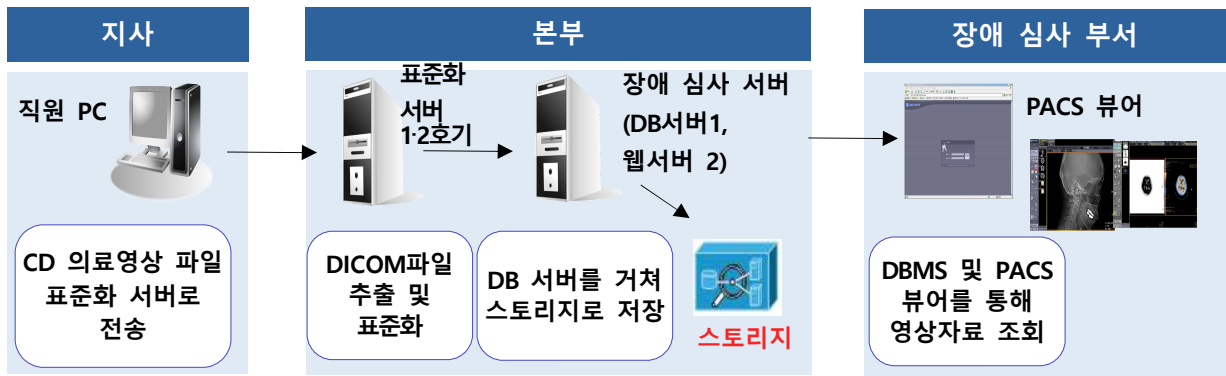 지사
본부
장애 심사 부서
직원 PC
표준화
서버
1·2호기
장애 심사 서버
(DB서버1,
웹서버 2)
PACS 뷰어
CD 의료영상 파일
표준화 서버로
전송
DICOM파일
추출 및
표준화
DB 서버를 거쳐
스토리지로 저장
스토리지
DBMS 및 PACS
뷰어를 통해
영상자료 조회